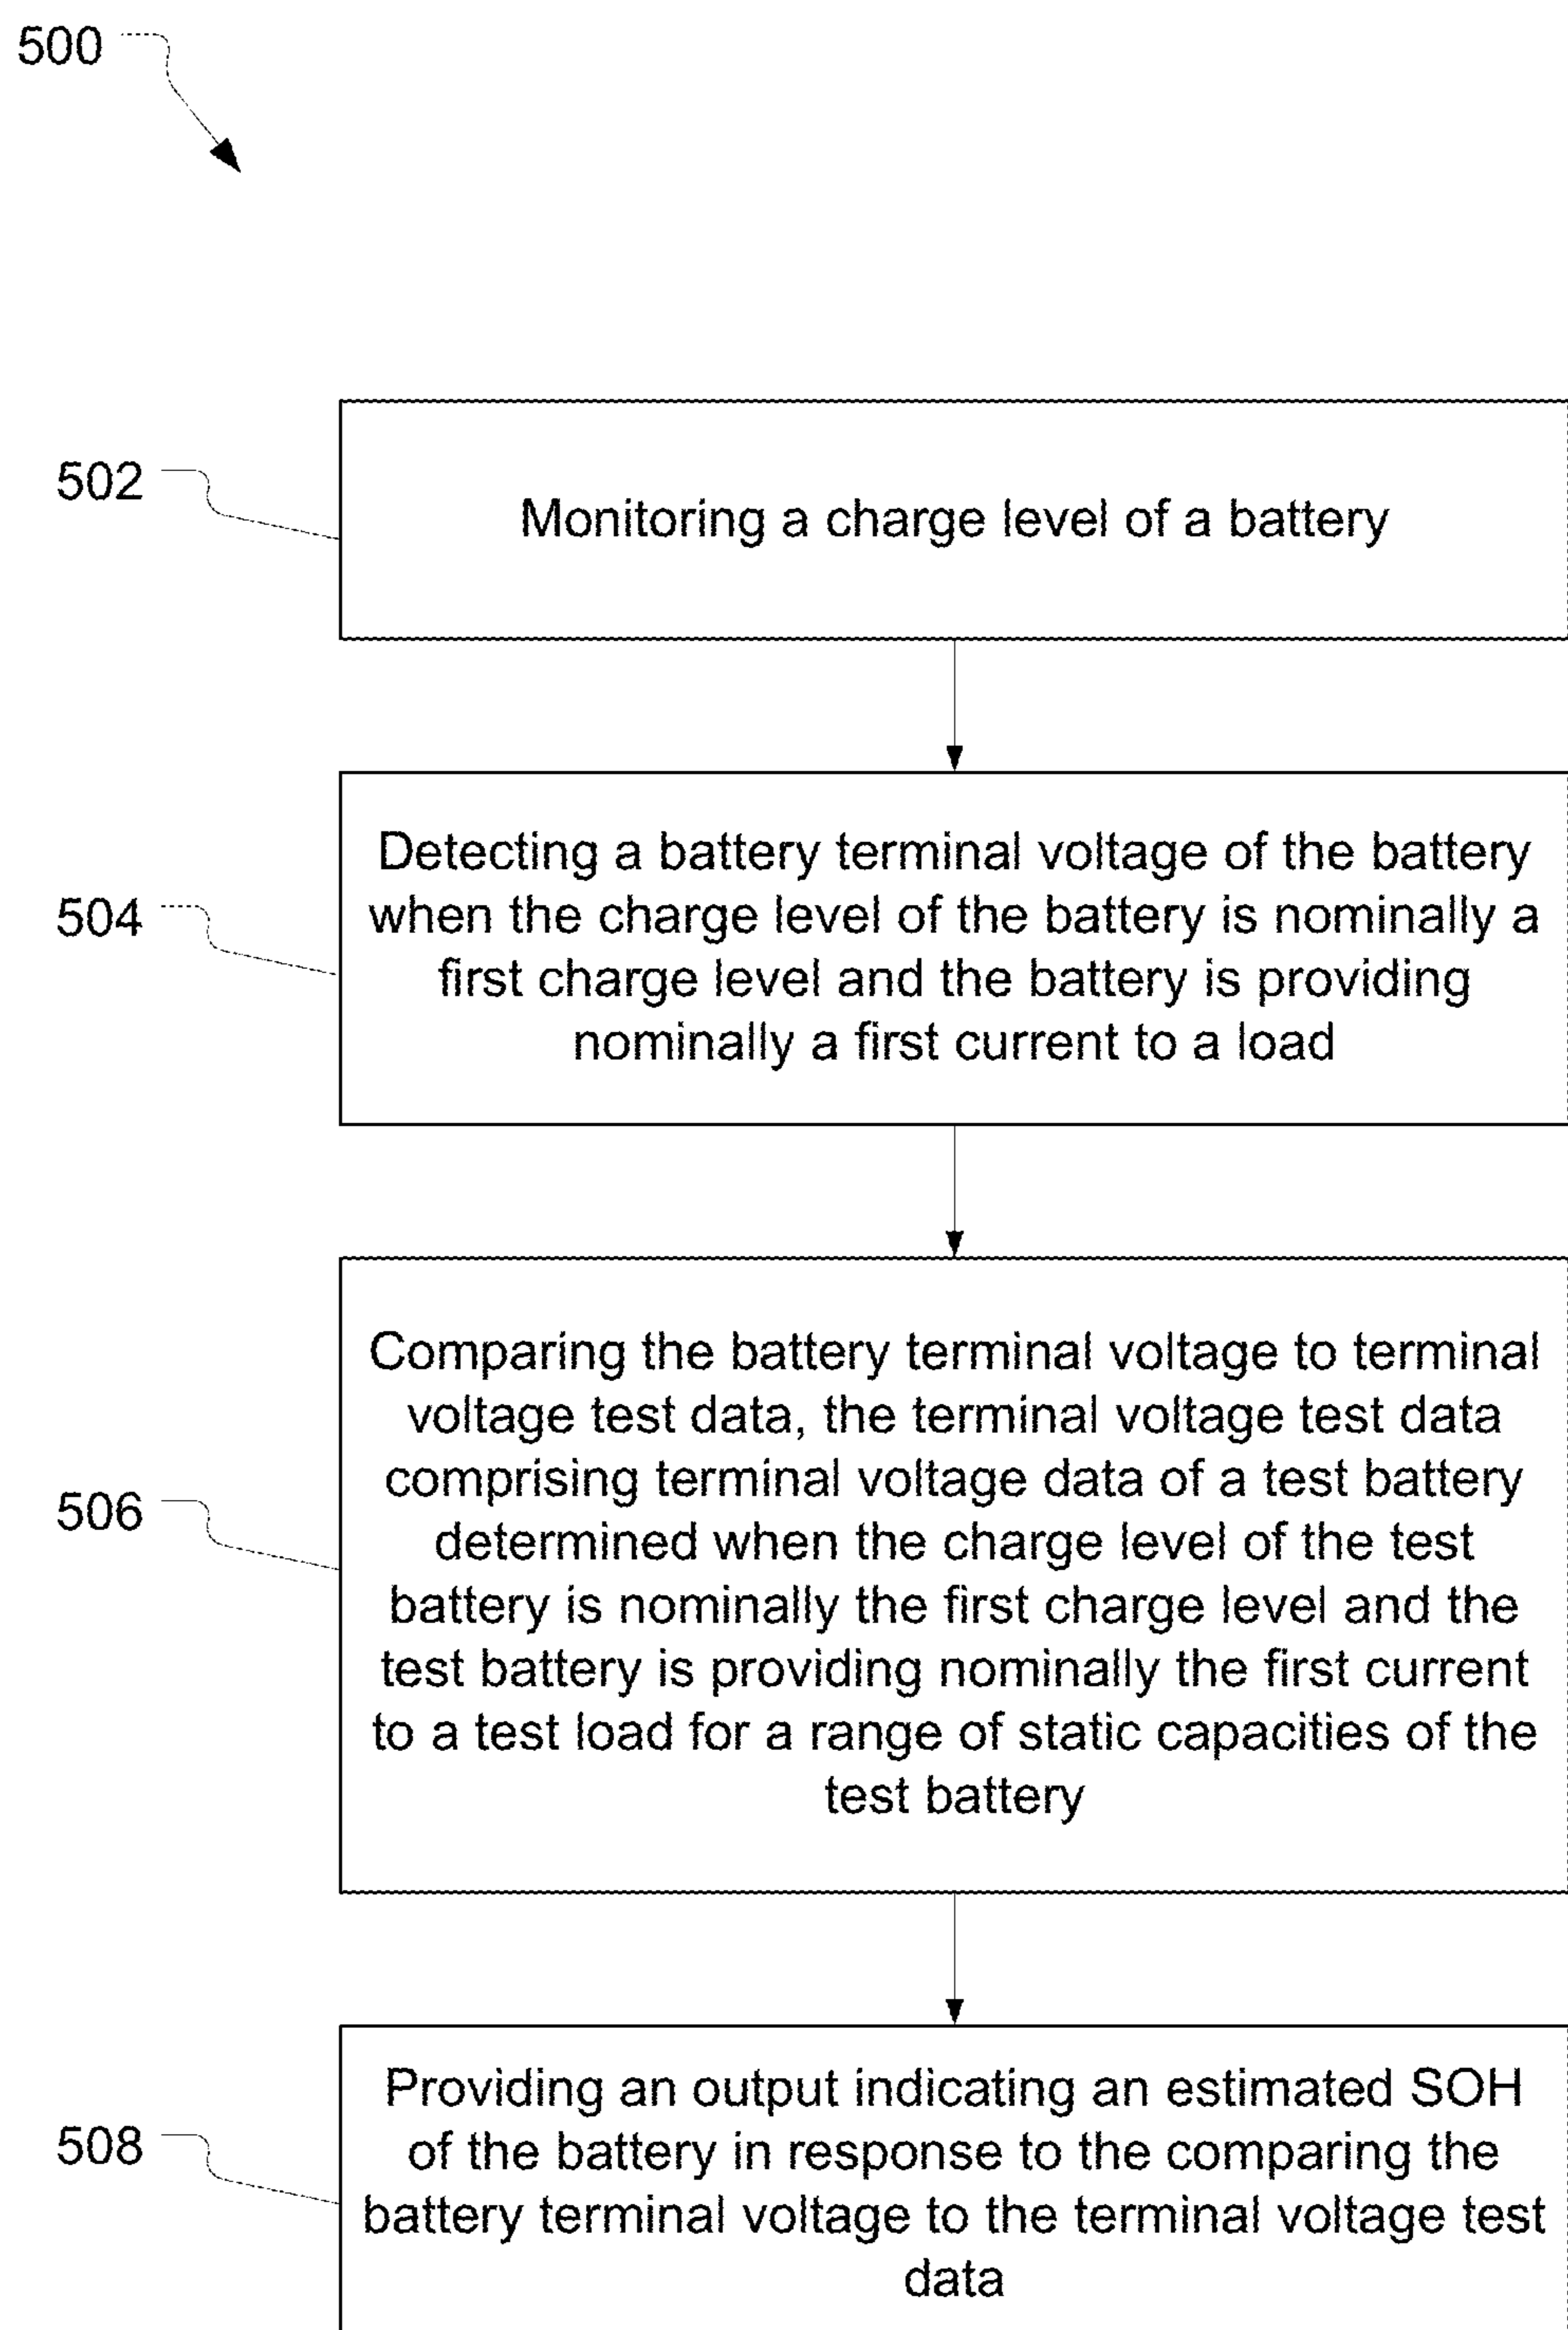 500
502
Monitoring a charge level of a battery
504
Detecting a battery terminal voltage of the battery
when the charge level of the battery is nominally a
first charge level and the battery is providing
nominally a first current to a load
506
Comparing the battery terminal voltage to terminal
voltage test data, the terminal voltage test data
comprising terminal voltage data of a test battery
determined when the charge level of the test
battery is nominally the first charge level and the
test battery is providing nominally the first current
to a test load for a range of static capacities of the
test battery
508
Providing an output indicating an estimated SOH
of the battery in response to the comparing the
battery terminal voltage to the terminal voltage test
data